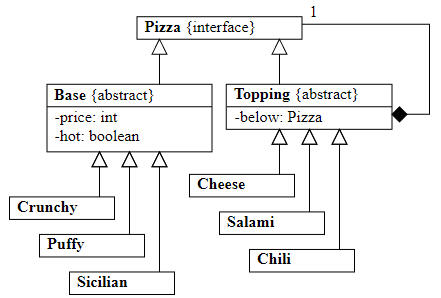 1
Pizza {interface}
Base {abstract}
-price: int
-hot: boolean
Topping {abstract}
-below: Pizza
Cheese
Crunchy
Salami
Puffy
Chili
Sicilian